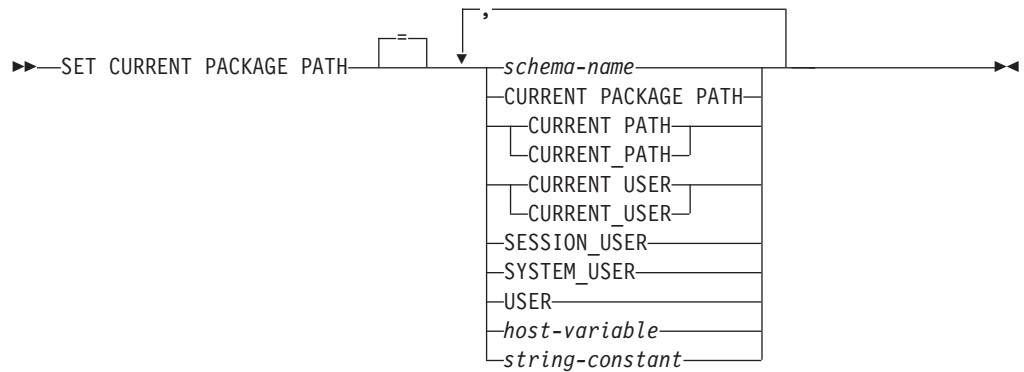 ,
=
SET CURRENT PACKAGE PATH
schema-name
CURRENT PACKAGE PATH
CURRENT PATH
CURRENT_PATH
CURRENT USER
CURRENT_USER
SESSION_USER
SYSTEM_USER
USER
host-variable
string-constant